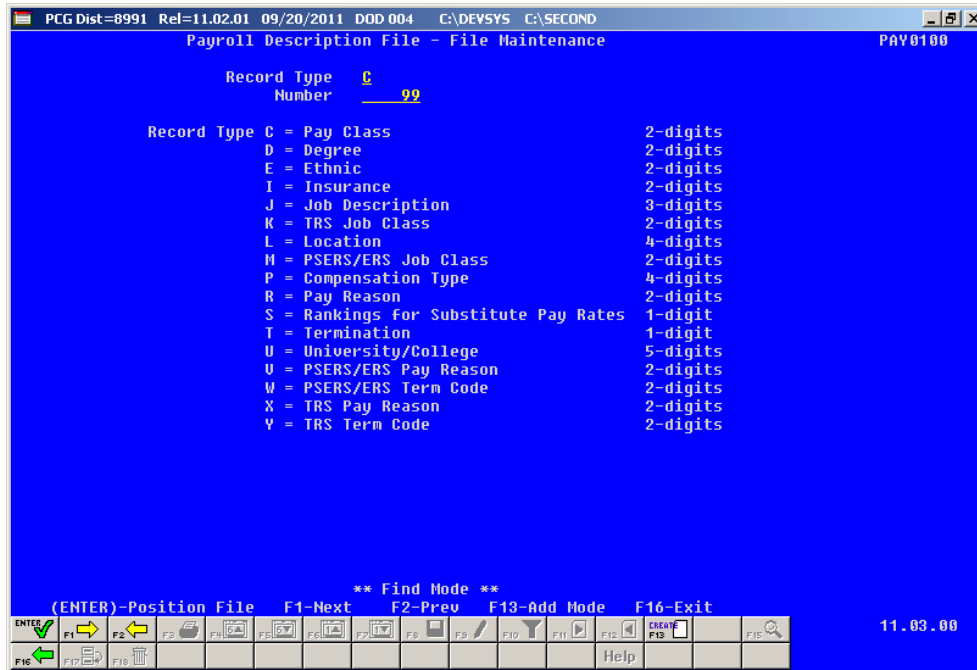 PCG Dist=8991 Rel=11.02.01 09/20/2011 DOD 004 C:\DEVSYS C:\SECOND
Payroll Description File - File Maintenance PAY0100
Record Type C
Number 99
Record Type C = Pay Class 2-digits
D = Degree 2-digits
E = Ethnic 2-digits
I = Insurance 2-digits
J = Job Description 3-digits
K = TRS Job Class 2-digits
L = Location 4-digits
M = PSERS/ERS Job Class 2-digits
P = Compensation Type 4-digits
R = Pay Reason 2-digits
S = Rankings for Substitute Pay Rates 1-digit
T = Termination 1-digit
U = University/College 5-digits
V = PSERS/ERS Pay Reason 2-digits
W = PSERS/ERS Term Code 2-digits
X = TRS Pay Reason 2-digits
Y = TRS Term Code 2-digits
** Find Mode **
(ENTER)-Position File F1-Next F2-Prev F13-Add Mode F16-Exit
ENTER F1 F2 F3 F4 F5 F6 F7 F8 F9 F10 F11 F12 CREATE F13 F15 11.03.00
F16 F17 F18 Help